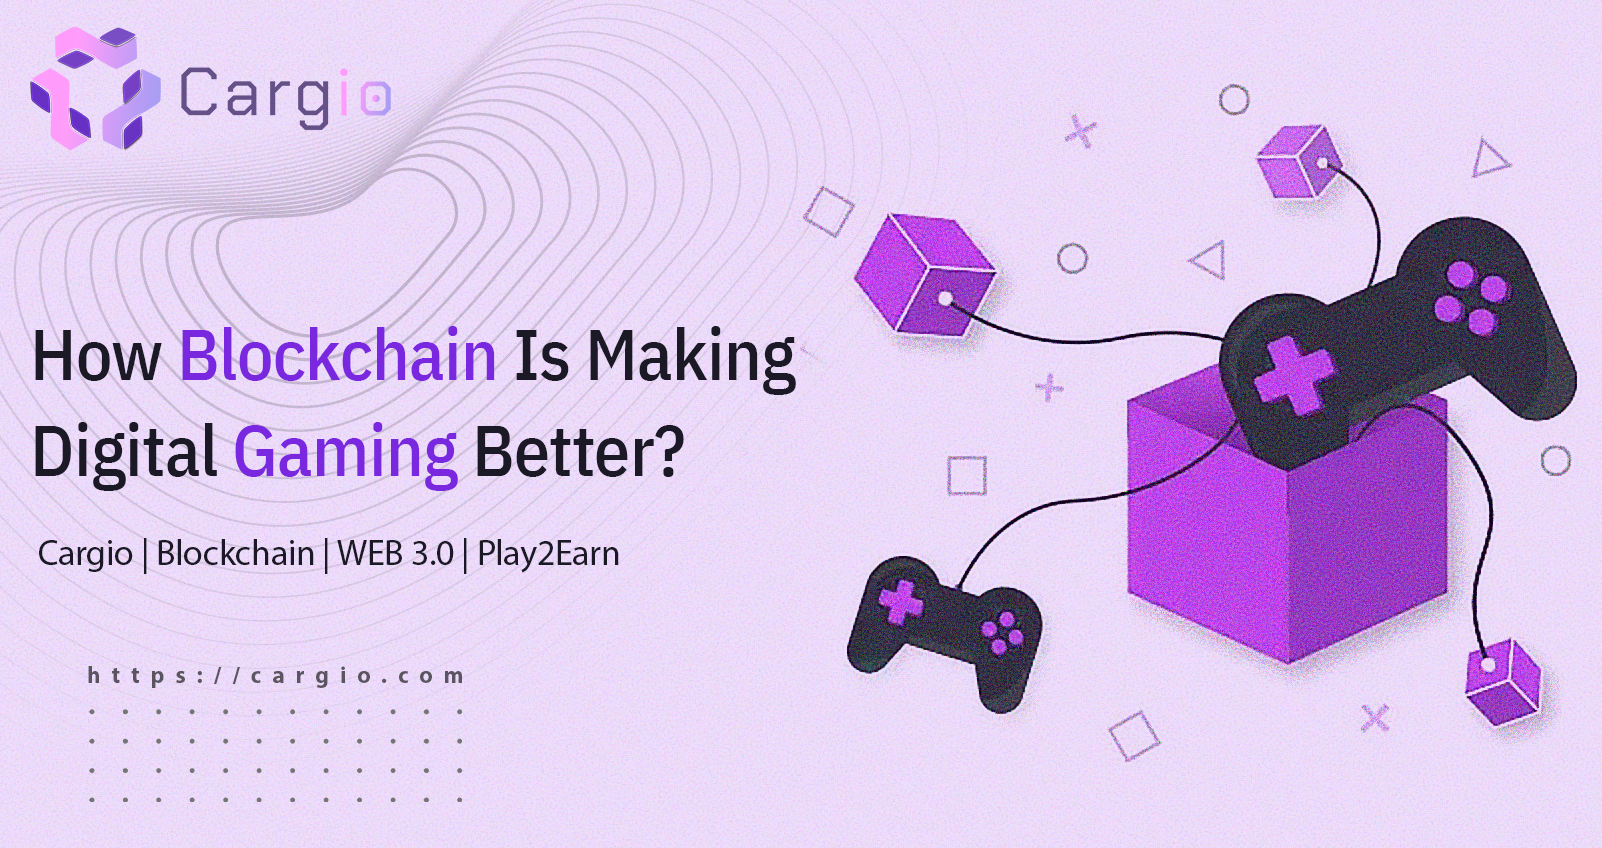 Cargio
How Blockchain Is Making
Digital Gaming Better?
Cargio | Blockchain | WEB 3.0 | Play2Earn
https://cargio.com